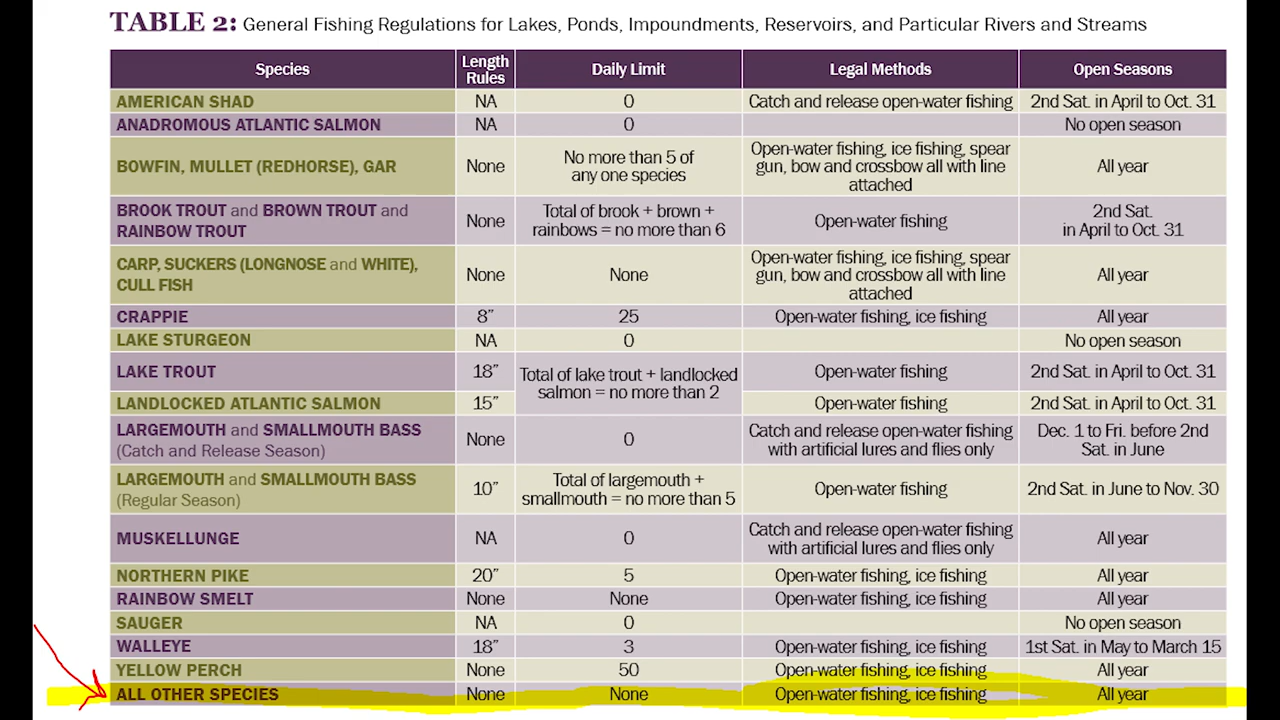 TABLE 2: General Fishing Regulations for Lakes, Ponds, Impoundments, Reservoirs, and Particular Rivers and Streams
Species Length Rules Daily Limit Legal Methods Open Seasons
AMERICAN SHAD NA 0 Catch and release open-water fishing 2nd Sat. in April to Oct. 31
ANADROMOUS ATLANTIC SALMON NA 0 No open season
BOWFIN, MULLET (REDHORSE), GAR None No more than 5 of any one species Open-water fishing, ice fishing, spear gun, bow and crossbow all with line attached All year
BROOK TROUT and BROWN TROUT and RAINBOW TROUT None Total of brook + brown + rainbows = no more than 6 Open-water fishing 2nd Sat. in April to Oct. 31
CARP, SUCKERS (LONGNOSE and WHITE), CULL FISH None None Open-water fishing, ice fishing, spear gun, bow and crossbow all with line attached All year
CRAPPIE 8" 25 Open-water fishing, ice fishing All year
LAKE STURGEON NA 0 No open season
LAKE TROUT 18" Total of lake trout + landlocked salmon = no more than 2 Open-water fishing 2nd Sat. in April to Oct. 31
LANDLOCKED ATLANTIC SALMON 15" Open-water fishing 2nd Sat. in April to Oct. 31
LARGEMOUTH and SMALLMOUTH BASS (Catch and Release Season) None 0 Catch and release open-water fishing with artificial lures and flies only Dec. 1 to Fri. before 2nd Sat. in June
LARGEMOUTH and SMALLMOUTH BASS (Regular Season) 10" Total of largemouth + smallmouth = no more than 5 Open-water fishing 2nd Sat. in June to Nov. 30
MUSKELLUNGE NA 0 Catch and release open-water fishing with artificial lures and flies only All year
NORTHERN PIKE 20" 5 Open-water fishing, ice fishing All year
RAINBOW SMELT None None Open-water fishing, ice fishing All year
SAUGER NA 0 No open season
WALLEYE 18" 3 Open-water fishing, ice fishing 1st Sat. in May to March 15
YELLOW PERCH None 50 Open-water fishing, ice fishing All year
ALL OTHER SPECIES None None Open-water fishing, ice fishing All year